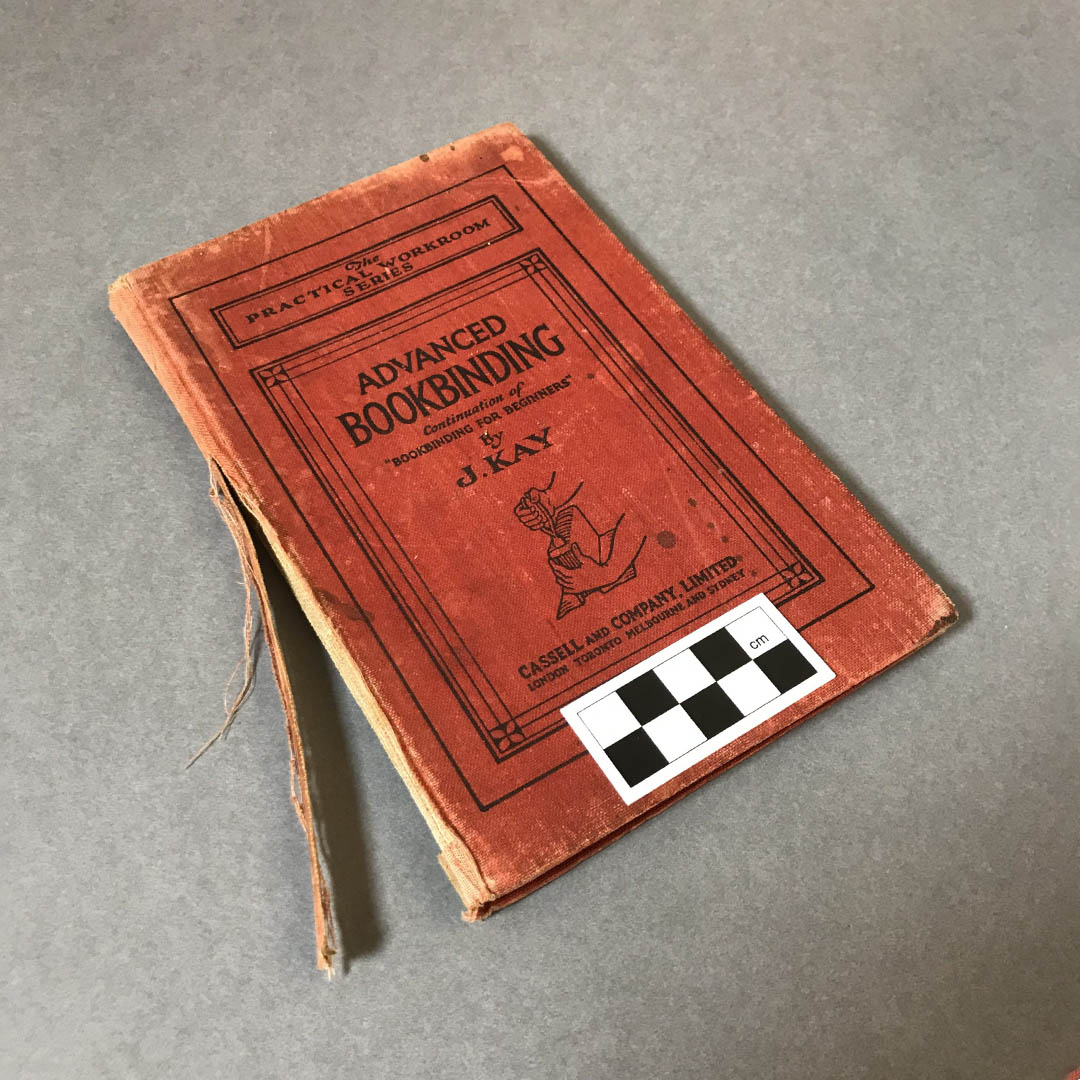 The
PRACTICAL WORKROOM
SERIES
ADVANCED
BOOKBINDING
Continuation of
"BOOKBINDING FOR BEGINNERS"
by
J. KAY
CASSELL AND COMPANY, LIMITED
LONDON TORONTO MELBOURNE AND SYDNEY
cm